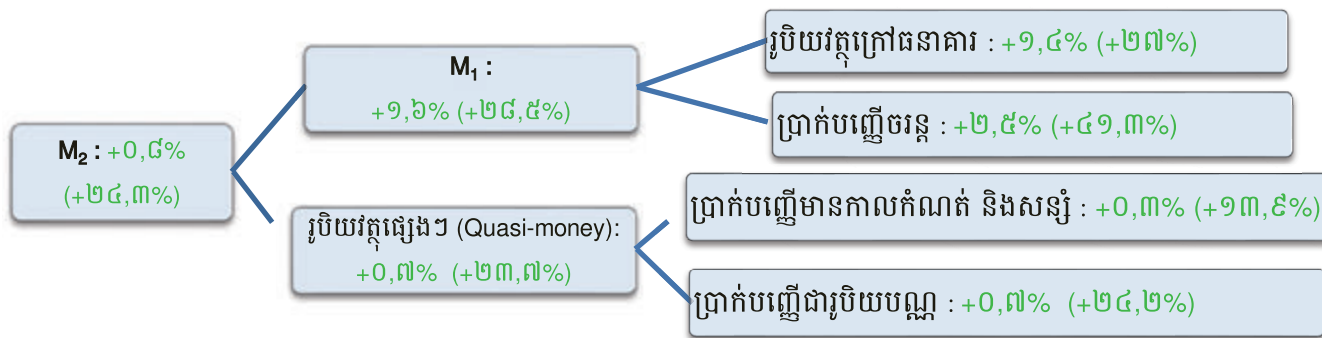 M₂ : +០,៨%
(+២៤,៣%)
M₁ :
+១,៦% (+២៨,៥%)
រូបិយវត្ថុផ្សេងៗ (Quasi-money):
+០,៧% (+២៣,៧%)
រូបិយវត្ថុក្រៅធនាគារ : +១,៤% (+២៧%)
ប្រាក់បញ្ញើចរន្ត : +២,៥% (+៤១,៣%)
ប្រាក់បញ្ញើមានកាលកំណត់ និងសន្សំ : +០,៣% (+១៣,៩%)
ប្រាក់បញ្ញើជារូបិយបណ្ណ : +០,៧% (+២៤,២%)